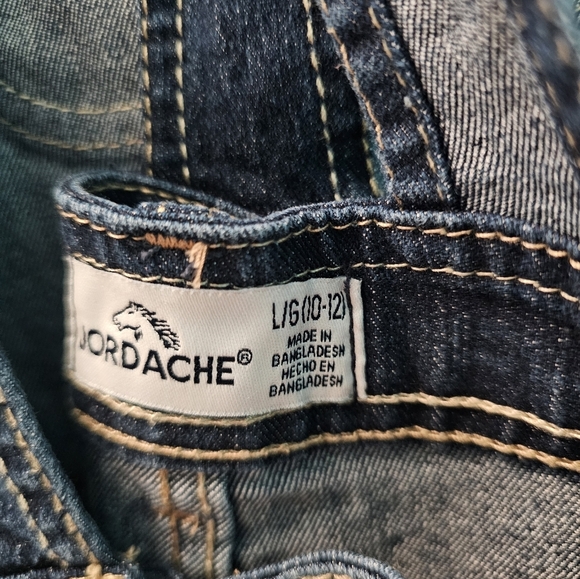 JORDACHE®
L/G(10-12)
MADE IN
BANGLADESH
HECHO EN
BANGLADESH